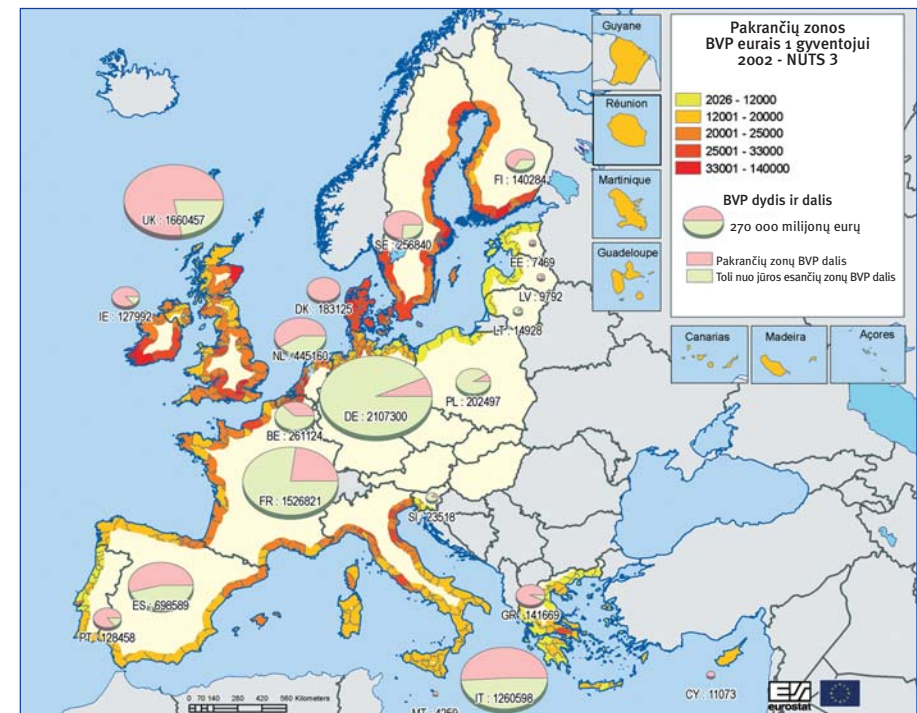 Guyane
Réunion
Martinique
Guadeloupe
Pakrančių zonos
BVP eurais 1 gyventojui
2002 - NUTS 3
2026 - 12000
12001 - 20000
20001 - 25000
25001 - 33000
33001 - 140000
BVP dydis ir dalis
270 000 milijonų eurų
Pakrančių zonų BVP dalis
Toli nuo jūros esančių zonų BVP dalis
Canarias
Madeira
Açores
FI : 140284
UK : 1660457
SE : 256840
EE : 7469
LV : 9792
LT : 14928
DK : 183125
IE : 127992
NL : 445160
DE : 2107300
PL : 202497
BE : 261124
FR : 1526821
SI : 23518
ES : 698589
PT : 128458
GR : 141669
IT : 1260598
CY : 11073
MT : 4259
0 70 140 280 420 560 Kilometers
eurostat